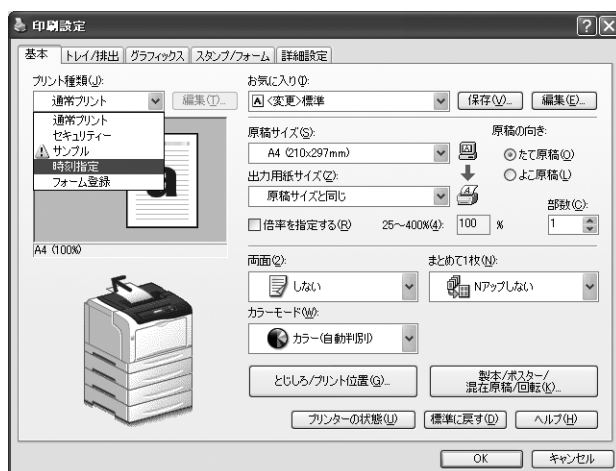 印刷設定
基本 トレイ/排出 グラフィックス スタンプ/フォーム 詳細設定
プリント種類(J):
通常プリント 編集(T)...
通常プリント
セキュリティー
サンプル
時刻指定
フォーム登録
a
A4 (100%)
お気に入り(I):
A <変更>標準 保存(V)... 編集(E)...
原稿サイズ(S):
A4 (210x297mm)
出力用紙サイズ(Z):
原稿サイズと同じ
原稿の向き:
たて原稿(O)
よこ原稿(L)
倍率を指定する(R) 25~400%(4): 100 %
部数(C):
1
両面(2):
しない
まとめて1枚(N):
Nアップしない
カラーモード(W):
カラー(自動判別)
とじしろ/プリント位置(G)...
製本/ポスター/
混在原稿/回転(K)...
プリンターの状態(U) 標準に戻す(D) ヘルプ(H)
OK キャンセル